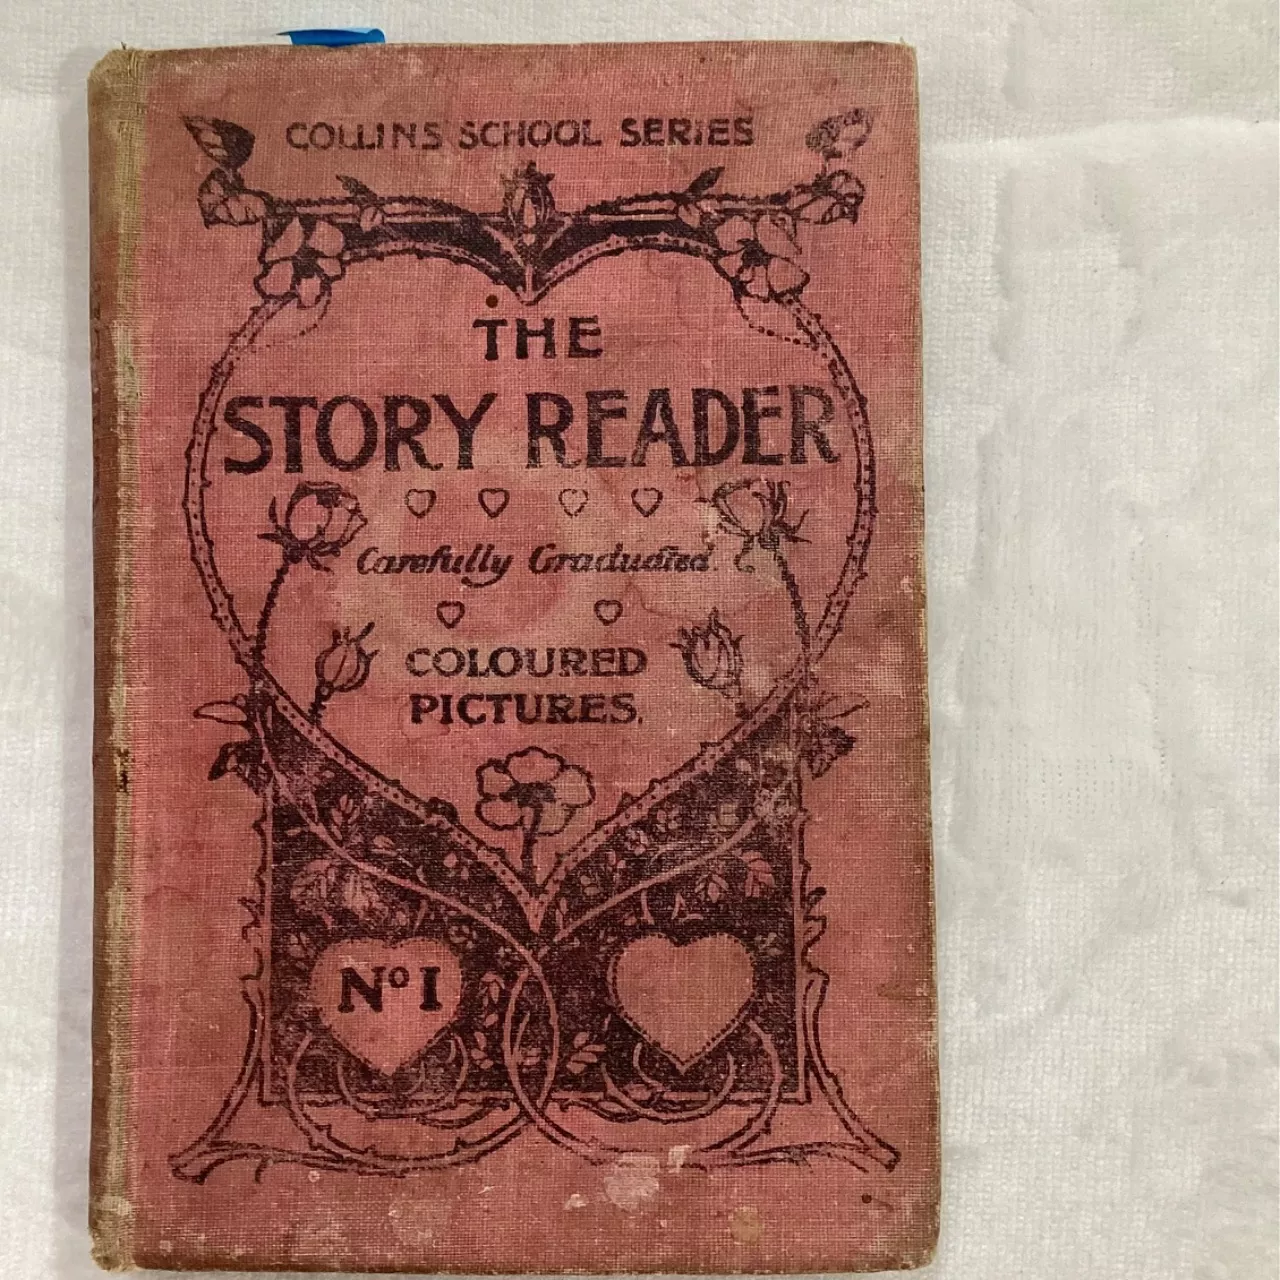 COLLINS SCHOOL SERIES
THE
STORY READER
Carefully Graduated.
COLOURED
PICTURES.
Nº I